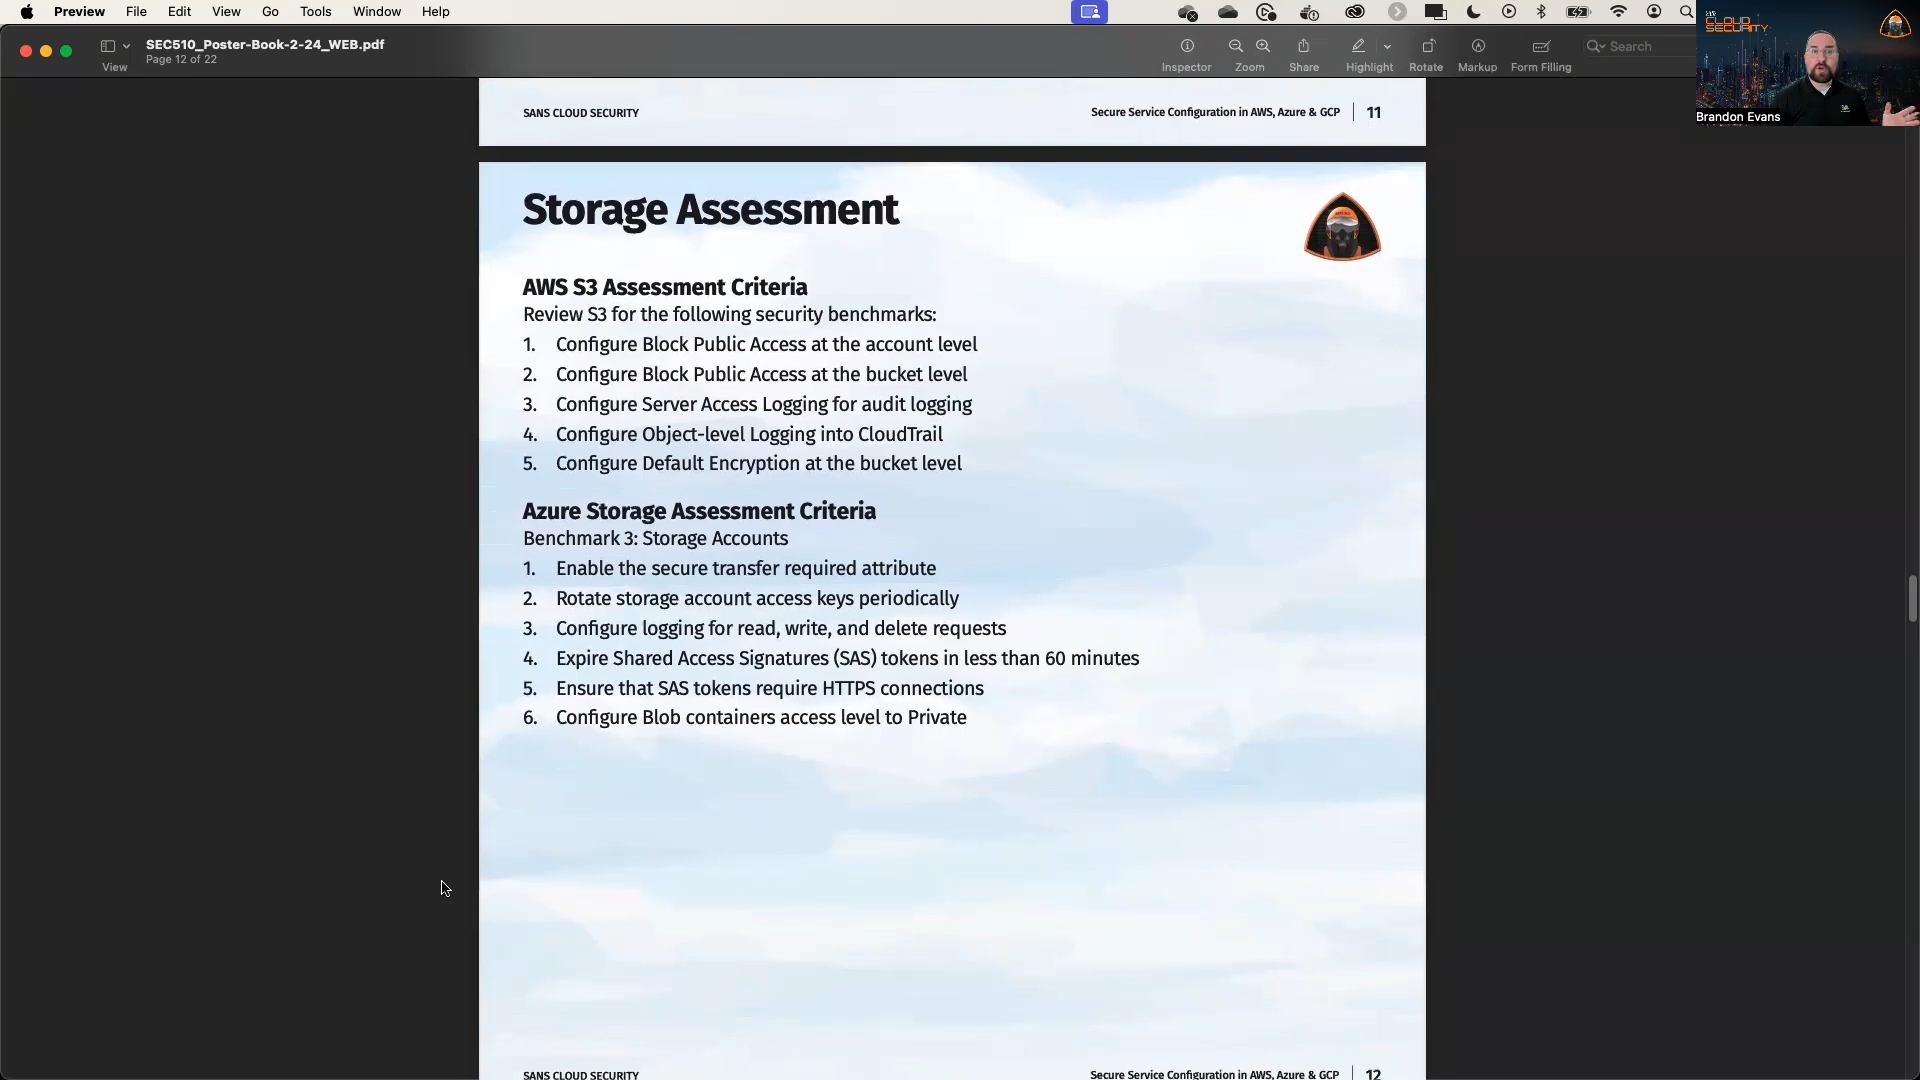 Preview File Edit View Go Tools Window Help
SEC510_Poster-Book-2-24_WEB.pdf
Page 12 of 22
View
Inspector
Zoom
Share
Highlight
Rotate
Markup
Form Filling
Search
CLOUD
SECURITY
Brandon Evans
SANS CLOUD SECURITY
Secure Service Configuration in AWS, Azure & GCP | 11
Storage Assessment
AWS S3 Assessment Criteria
Review S3 for the following security benchmarks:
1. Configure Block Public Access at the account level
2. Configure Block Public Access at the bucket level
3. Configure Server Access Logging for audit logging
4. Configure Object-level Logging into CloudTrail
5. Configure Default Encryption at the bucket level
Azure Storage Assessment Criteria
Benchmark 3: Storage Accounts
1. Enable the secure transfer required attribute
2. Rotate storage account access keys periodically
3. Configure logging for read, write, and delete requests
4. Expire Shared Access Signatures (SAS) tokens in less than 60 minutes
5. Ensure that SAS tokens require HTTPS connections
6. Configure Blob containers access level to Private
SANS CLOUD SECURITY
Secure Service Configuration in AWS, Azure & GCP | 12